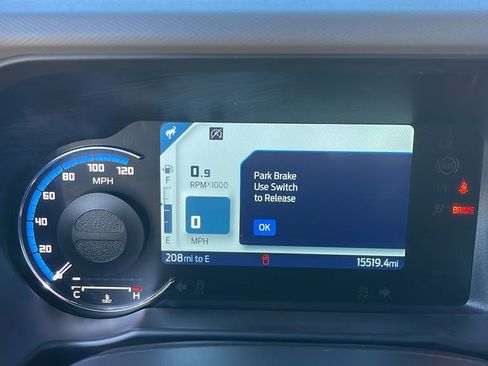 20
40
60
80
100
120
MPH
C
H
F
E
0.9
RPMX1000
0
MPH
Park Brake
Use Switch
to Release
OK
208mi to E
15519.4mi
BRAKE